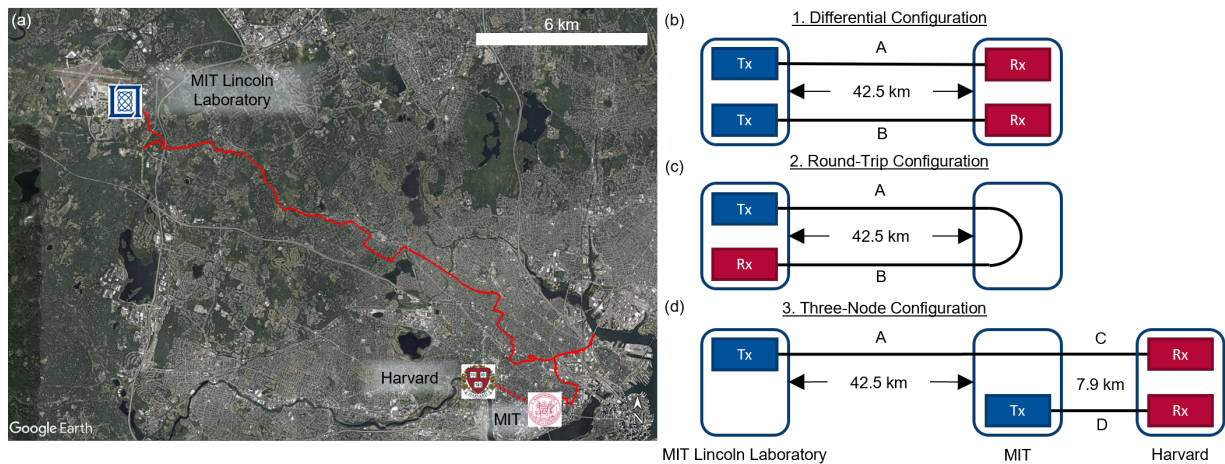 (a)
6 km
MIT Lincoln
Laboratory
Harvard
MIT
N
Google Earth
(b)
1. Differential Configuration
A
Tx
Rx
42.5 km
Tx
Rx
B
(c)
2. Round-Trip Configuration
A
Tx
42.5 km
Rx
B
(d)
3. Three-Node Configuration
A
C
Tx
Rx
42.5 km
7.9 km
Tx
Rx
D
MIT Lincoln Laboratory
MIT
Harvard